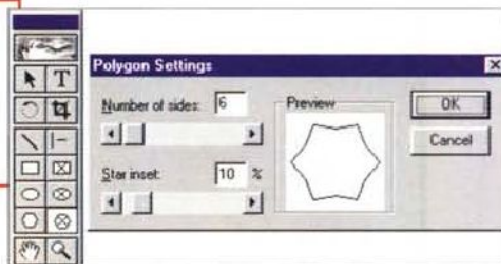 Polygon Settings
Number of sides: 6
Preview
OK
Cancel
Star inset: 10 %
T